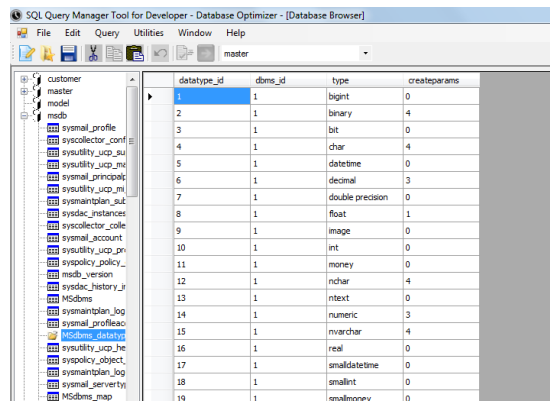 SQL Query Manager Tool for Developer - Database Optimizer - [Database Browser]
File Edit Query Utilities Window Help
master
customer
master
model
msdb
sysmail_profile
syscollector_conf
sysutility_ucp_su
sysutility_ucp_ma
sysmail_principalp
sysutility_ucp_mi
sysmaintplan_sub
sysdac_instances
syscollector_colle
sysmail_account
sysutility_ucp_pro
syspolicy_policy_
msdb_version
sysdac_history_ir
MSdbms
sysmaintplan_log
sysmail_profileacc
MSdbms_datatyp
sysutility_ucp_he
syspolicy_object_
sysmaintplan_log
sysmail_servertyp
MSdbms_map
datatype_id dbms_id type createparams
1 1 bigint 0
2 1 binary 4
3 1 bit 0
4 1 char 4
5 1 datetime 0
6 1 decimal 3
7 1 double precision 0
8 1 float 1
9 1 image 0
10 1 int 0
11 1 money 0
12 1 nchar 4
13 1 ntext 0
14 1 numeric 3
15 1 nvarchar 4
16 1 real 0
17 1 smalldatetime 0
18 1 smallint 0
19 1 smallmoney 0